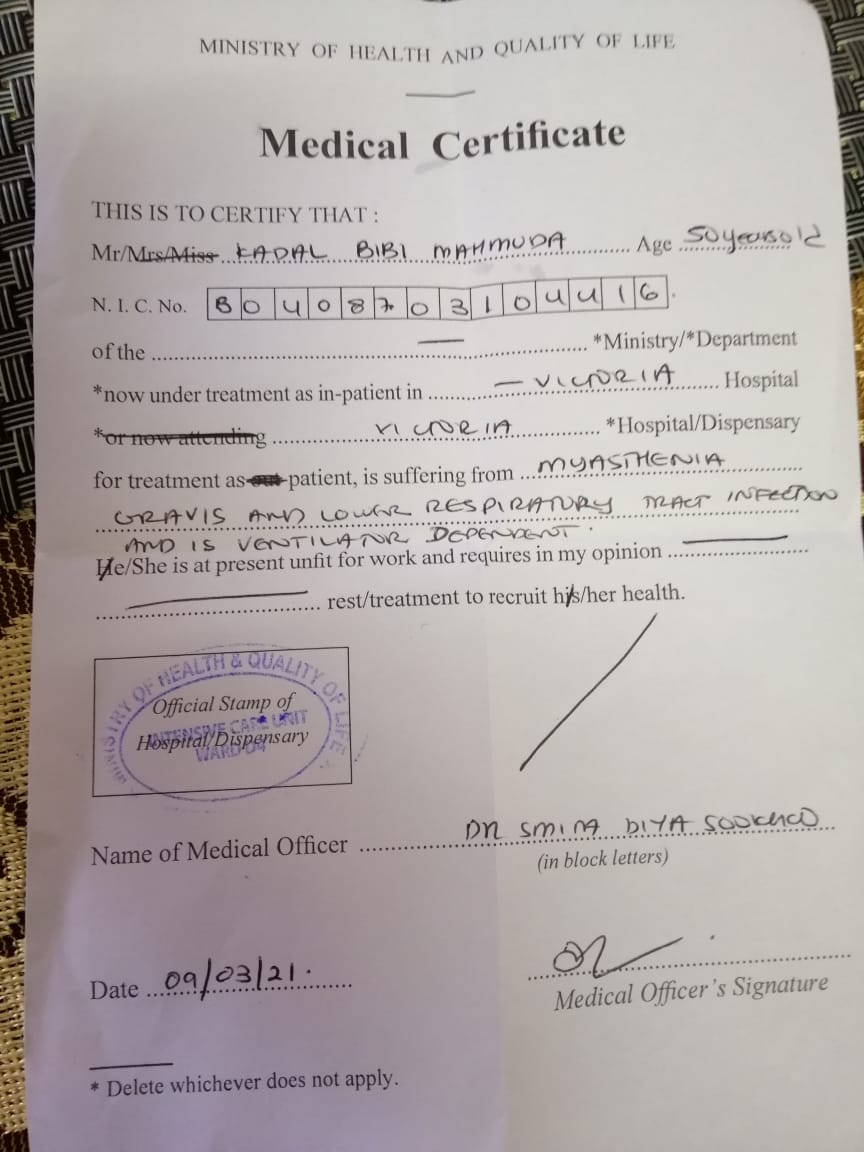 MINISTRY OF HEALTH AND QUALITY OF LIFE
Medical Certificate
THIS IS TO CERTIFY THAT :
Mr/Mrs/Miss KADAL BIBI MAHMUDA Age 50 years old
N. I. C. No. B0408703104416
of the — *Ministry/*Department
*now under treatment as in-patient in — VICTORIA Hospital
*or now attending VICTORIA *Hospital/Dispensary
for treatment as out-patient, is suffering from MYASTHENIA
GRAVIS AND LOWER RESPIRATORY TRACT INFECTION
AND IS VENTILATOR DEPENDENT.
He/She is at present unfit for work and requires in my opinion
rest/treatment to recruit his/her health.
MINISTRY OF HEALTH & QUALITY OF LIFE
Official Stamp of
INTENSIVE CARE UNIT
Hospital/Dispensary
WARD
Name of Medical Officer DR SMITA DIYA
(in block letters)
Date 09/03/21.
Medical Officer's Signature
* Delete whichever does not apply.